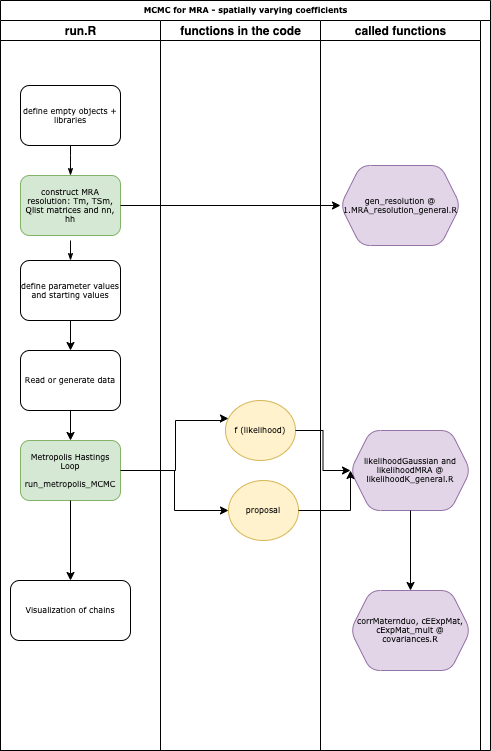 MCMC for MRA - spatially varying coefficients
run.R
functions in the code
called functions
define empty objects +
libraries
construct MRA
resolution: Tm, TSm,
Qlist matrices and nn,
hh
gen_resolution @
1.MRA_resolution_general.R
define parameter values
and starting values
Read or generate data
Metropolis Hastings
Loop
run_metropolis_MCMC
f (likelihood)
proposal
likelihoodGaussian and
likelihoodMRA @
likelihoodK_general.R
Visualization of chains
corrMaternduo, cEExpMat,
cExpMat_mult @
covariances.R